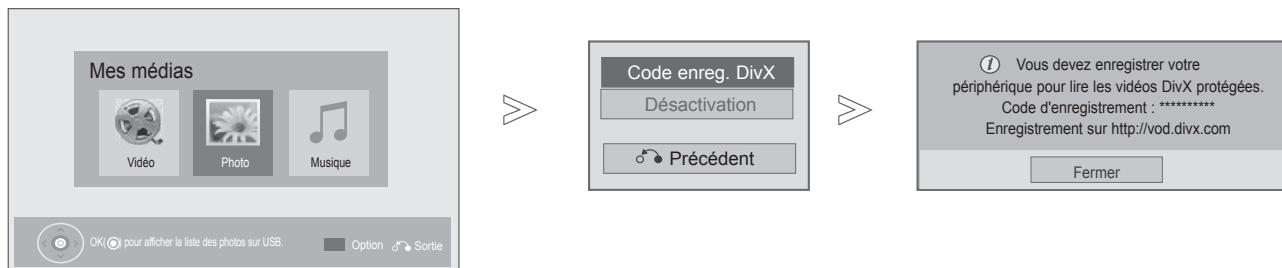 Mes médias
Vidéo
Photo
Musique
OK(◉) pour afficher la liste des photos sur USB.
Option
Sortie
Code enreg. DivX
Désactivation
Précédent
Vous devez enregistrer votre
périphérique pour lire les vidéos DivX protégées.
Code d'enregistrement : **********
Enregistrement sur http://vod.divx.com
Fermer